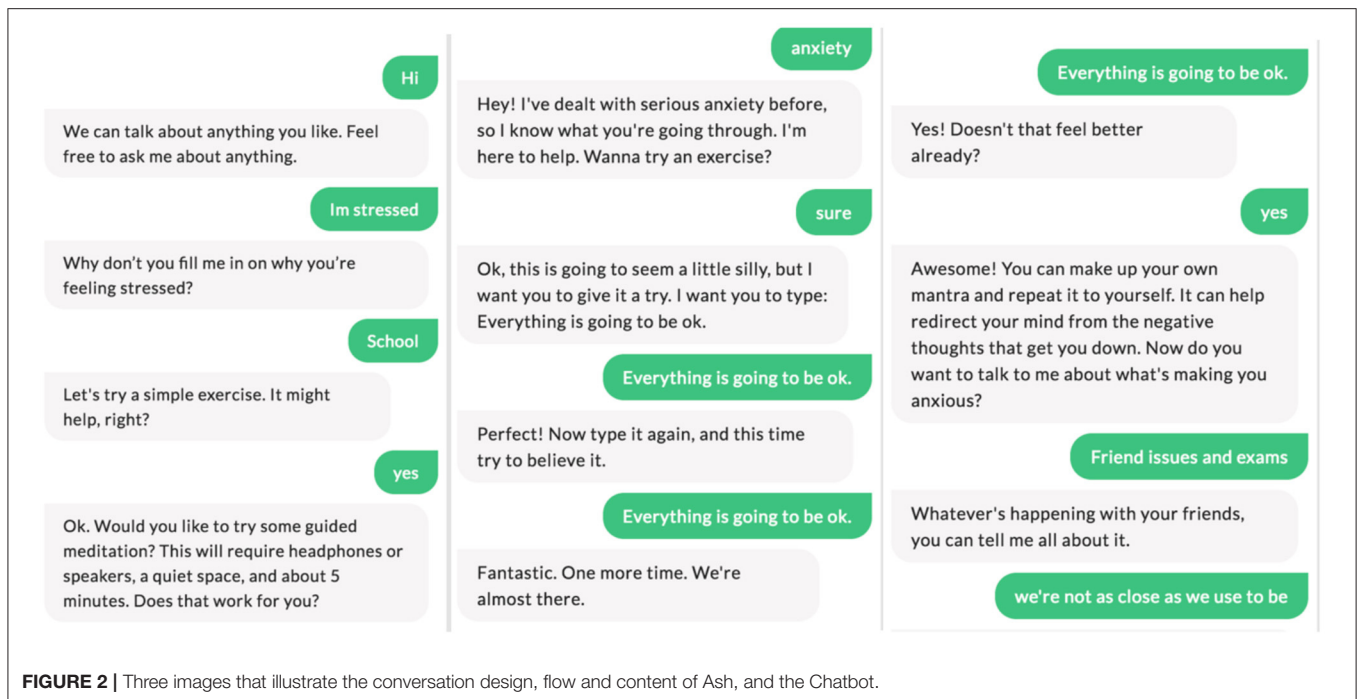 Hi
We can talk about anything you like. Feel
free to ask me about anything.
Im stressed
Why don’t you fill me in on why you’re
feeling stressed?
School
Let's try a simple exercise. It might
help, right?
yes
Ok. Would you like to try some guided
meditation? This will require headphones or
speakers, a quiet space, and about 5
minutes. Does that work for you?
anxiety
Hey! I've dealt with serious anxiety before,
so I know what you're going through. I'm
here to help. Wanna try an exercise?
sure
Ok, this is going to seem a little silly, but I
want you to give it a try. I want you to type:
Everything is going to be ok.
Everything is going to be ok.
Perfect! Now type it again, and this time
try to believe it.
Everything is going to be ok.
Fantastic. One more time. We're
almost there.
Everything is going to be ok.
Yes! Doesn't that feel better
already?
yes
Awesome! You can make up your own
mantra and repeat it to yourself. It can help
redirect your mind from the negative
thoughts that get you down. Now do you
want to talk to me about what's making you
anxious?
Friend issues and exams
Whatever's happening with your friends,
you can tell me all about it.
we're not as close as we use to be
FIGURE 2 | Three images that illustrate the conversation design, flow and content of Ash, and the Chatbot.